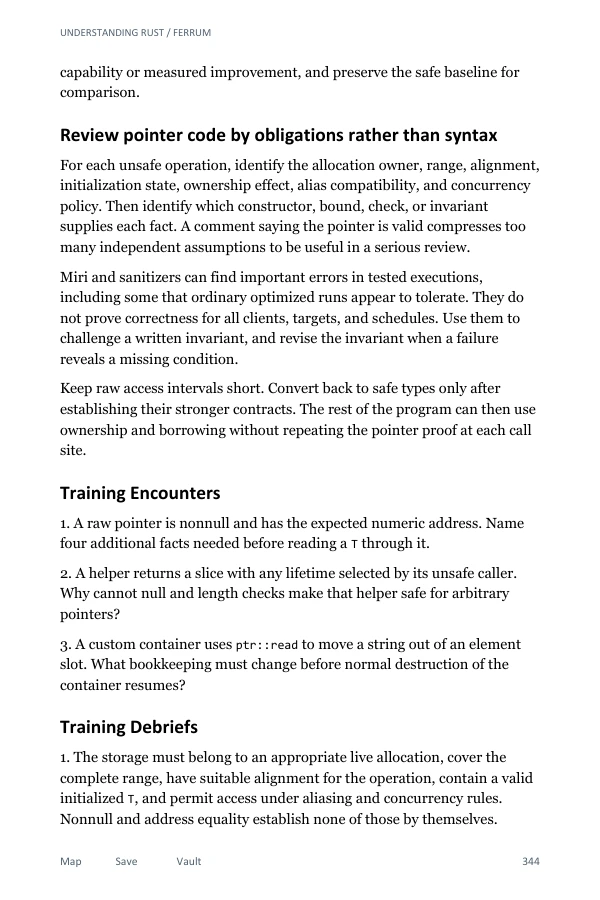 UNDERSTANDING RUST / FERRUM
capability or measured improvement, and preserve the safe baseline for
comparison.
Review pointer code by obligations rather than syntax
For each unsafe operation, identify the allocation owner, range, alignment,
initialization state, ownership effect, alias compatibility, and concurrency
policy. Then identify which constructor, bound, check, or invariant
supplies each fact. A comment saying the pointer is valid compresses too
many independent assumptions to be useful in a serious review.
Miri and sanitizers can find important errors in tested executions,
including some that ordinary optimized runs appear to tolerate. They do
not prove correctness for all clients, targets, and schedules. Use them to
challenge a written invariant, and revise the invariant when a failure
reveals a missing condition.
Keep raw access intervals short. Convert back to safe types only after
establishing their stronger contracts. The rest of the program can then use
ownership and borrowing without repeating the pointer proof at each call
site.
Training Encounters
1. A raw pointer is nonnull and has the expected numeric address. Name
four additional facts needed before reading a T through it.
2. A helper returns a slice with any lifetime selected by its unsafe caller.
Why cannot null and length checks make that helper safe for arbitrary
pointers?
3. A custom container uses ptr::read to move a string out of an element
slot. What bookkeeping must change before normal destruction of the
container resumes?
Training Debriefs
1. The storage must belong to an appropriate live allocation, cover the
complete range, have suitable alignment for the operation, contain a valid
initialized T, and permit access under aliasing and concurrency rules.
Nonnull and address equality establish none of those by themselves.
Map Save Vault 344